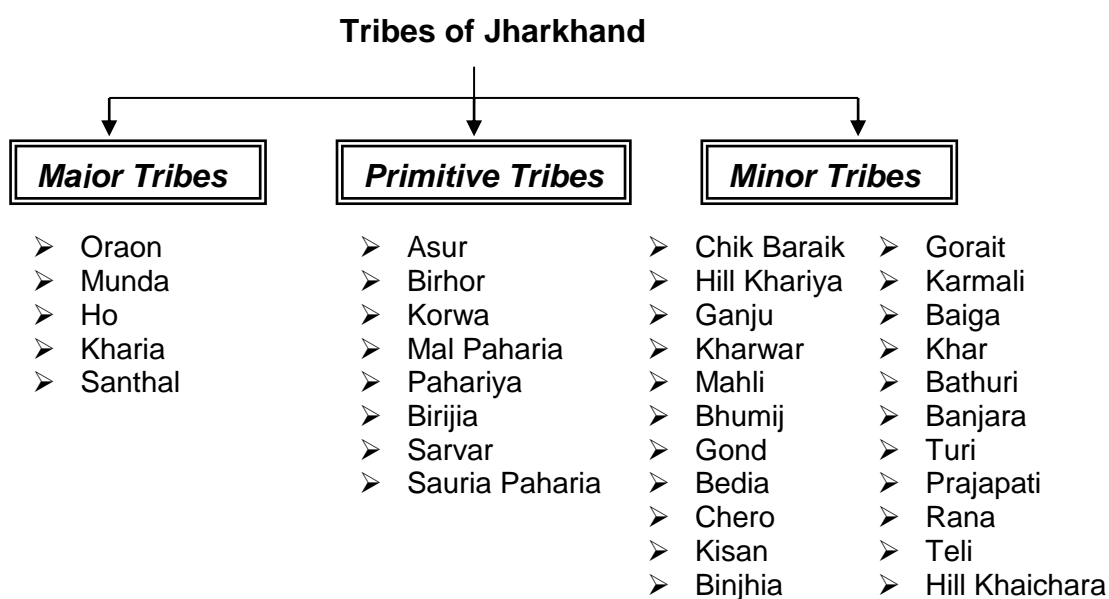 Tribes of Jharkhand
Major Tribes
Primitive Tribes
Minor Tribes
➢ Oraon
➢ Munda
➢ Ho
➢ Kharia
➢ Santhal
➢ Asur
➢ Birhor
➢ Korwa
➢ Mal Paharia
➢ Pahariya
➢ Birijia
➢ Sarvar
➢ Sauria Paharia
➢ Chik Baraik
➢ Hill Khariya
➢ Ganju
➢ Kharwar
➢ Mahli
➢ Bhumij
➢ Gond
➢ Bedia
➢ Chero
➢ Kisan
➢ Binjhia
➢ Gorait
➢ Karmali
➢ Baiga
➢ Khar
➢ Bathuri
➢ Banjara
➢ Turi
➢ Prajapati
➢ Rana
➢ Teli
➢ Hill Khaichara